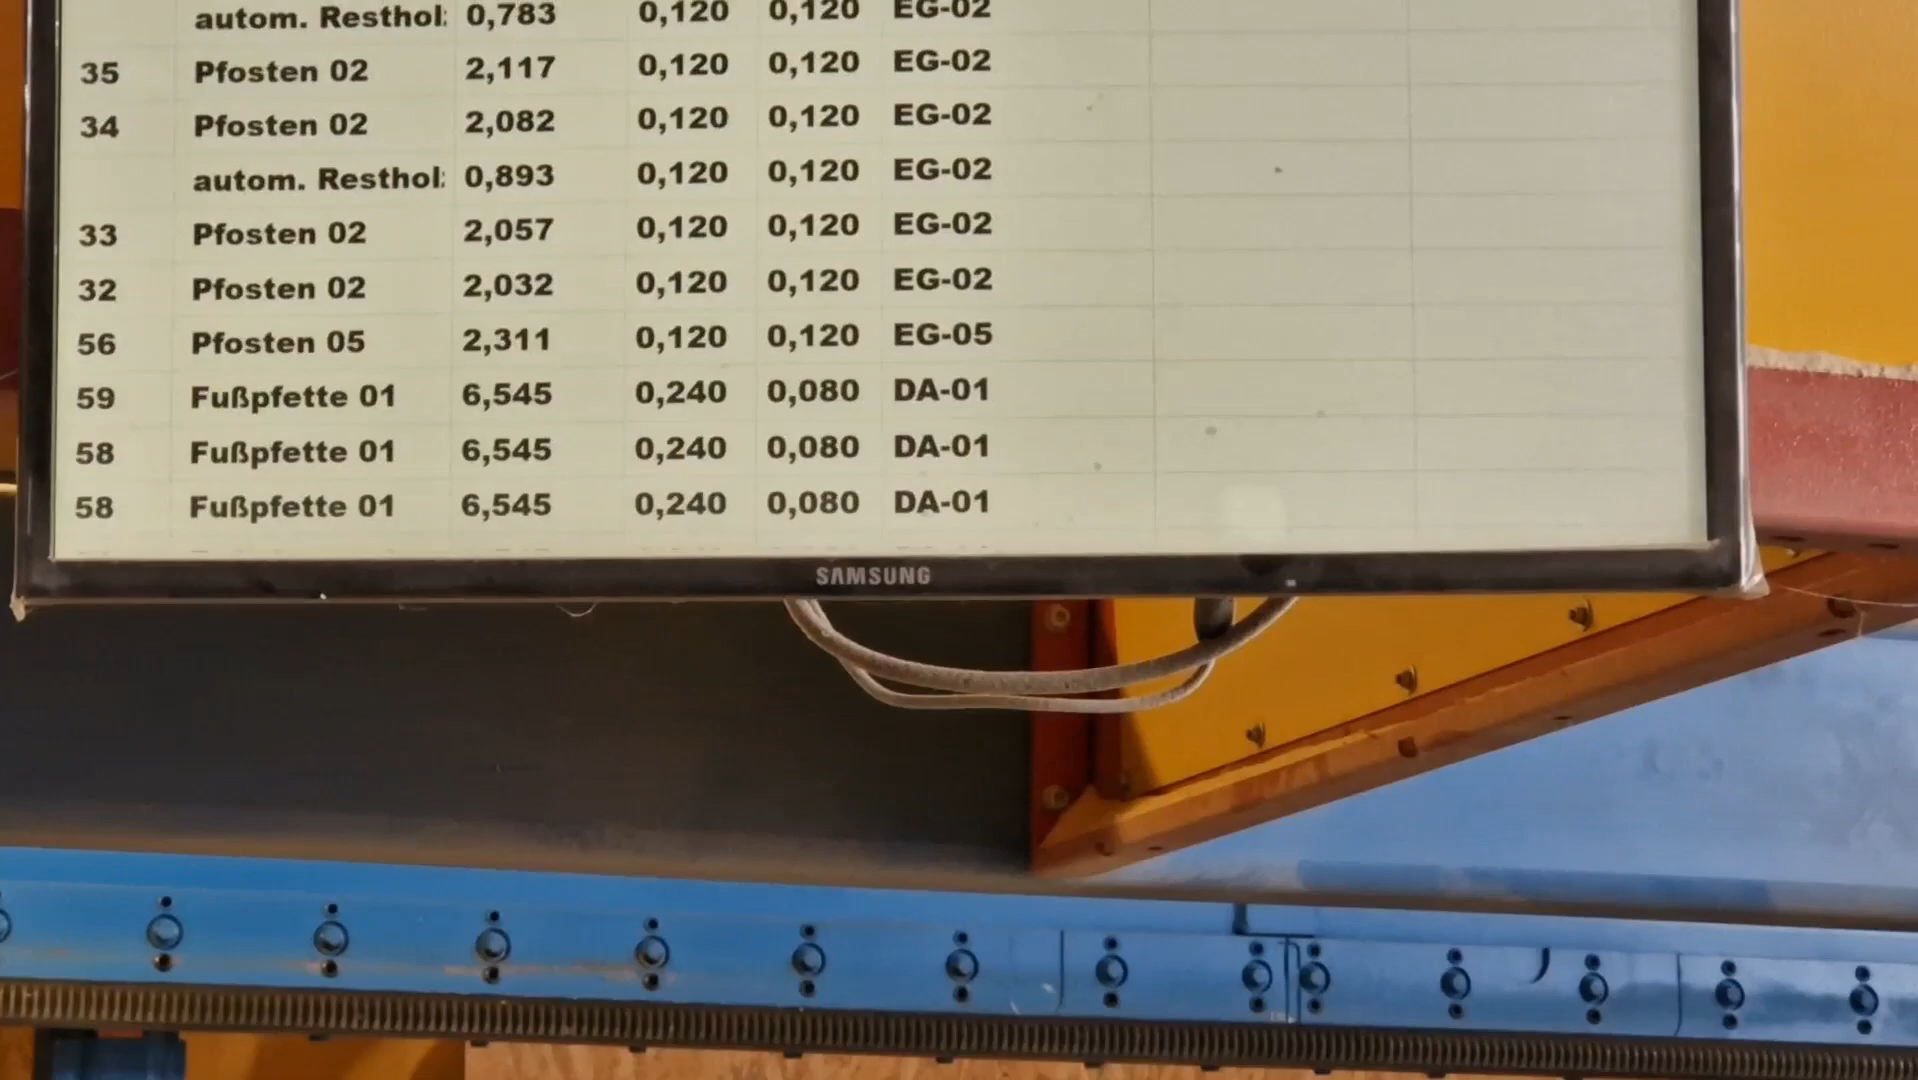 autom. Resthol: 0,783 0,120 0,120 EG-02
35 Pfosten 02 2,117 0,120 0,120 EG-02
34 Pfosten 02 2,082 0,120 0,120 EG-02
autom. Resthol: 0,893 0,120 0,120 EG-02
33 Pfosten 02 2,057 0,120 0,120 EG-02
32 Pfosten 02 2,032 0,120 0,120 EG-02
56 Pfosten 05 2,311 0,120 0,120 EG-05
59 Fußpfette 01 6,545 0,240 0,080 DA-01
58 Fußpfette 01 6,545 0,240 0,080 DA-01
58 Fußpfette 01 6,545 0,240 0,080 DA-01
SAMSUNG